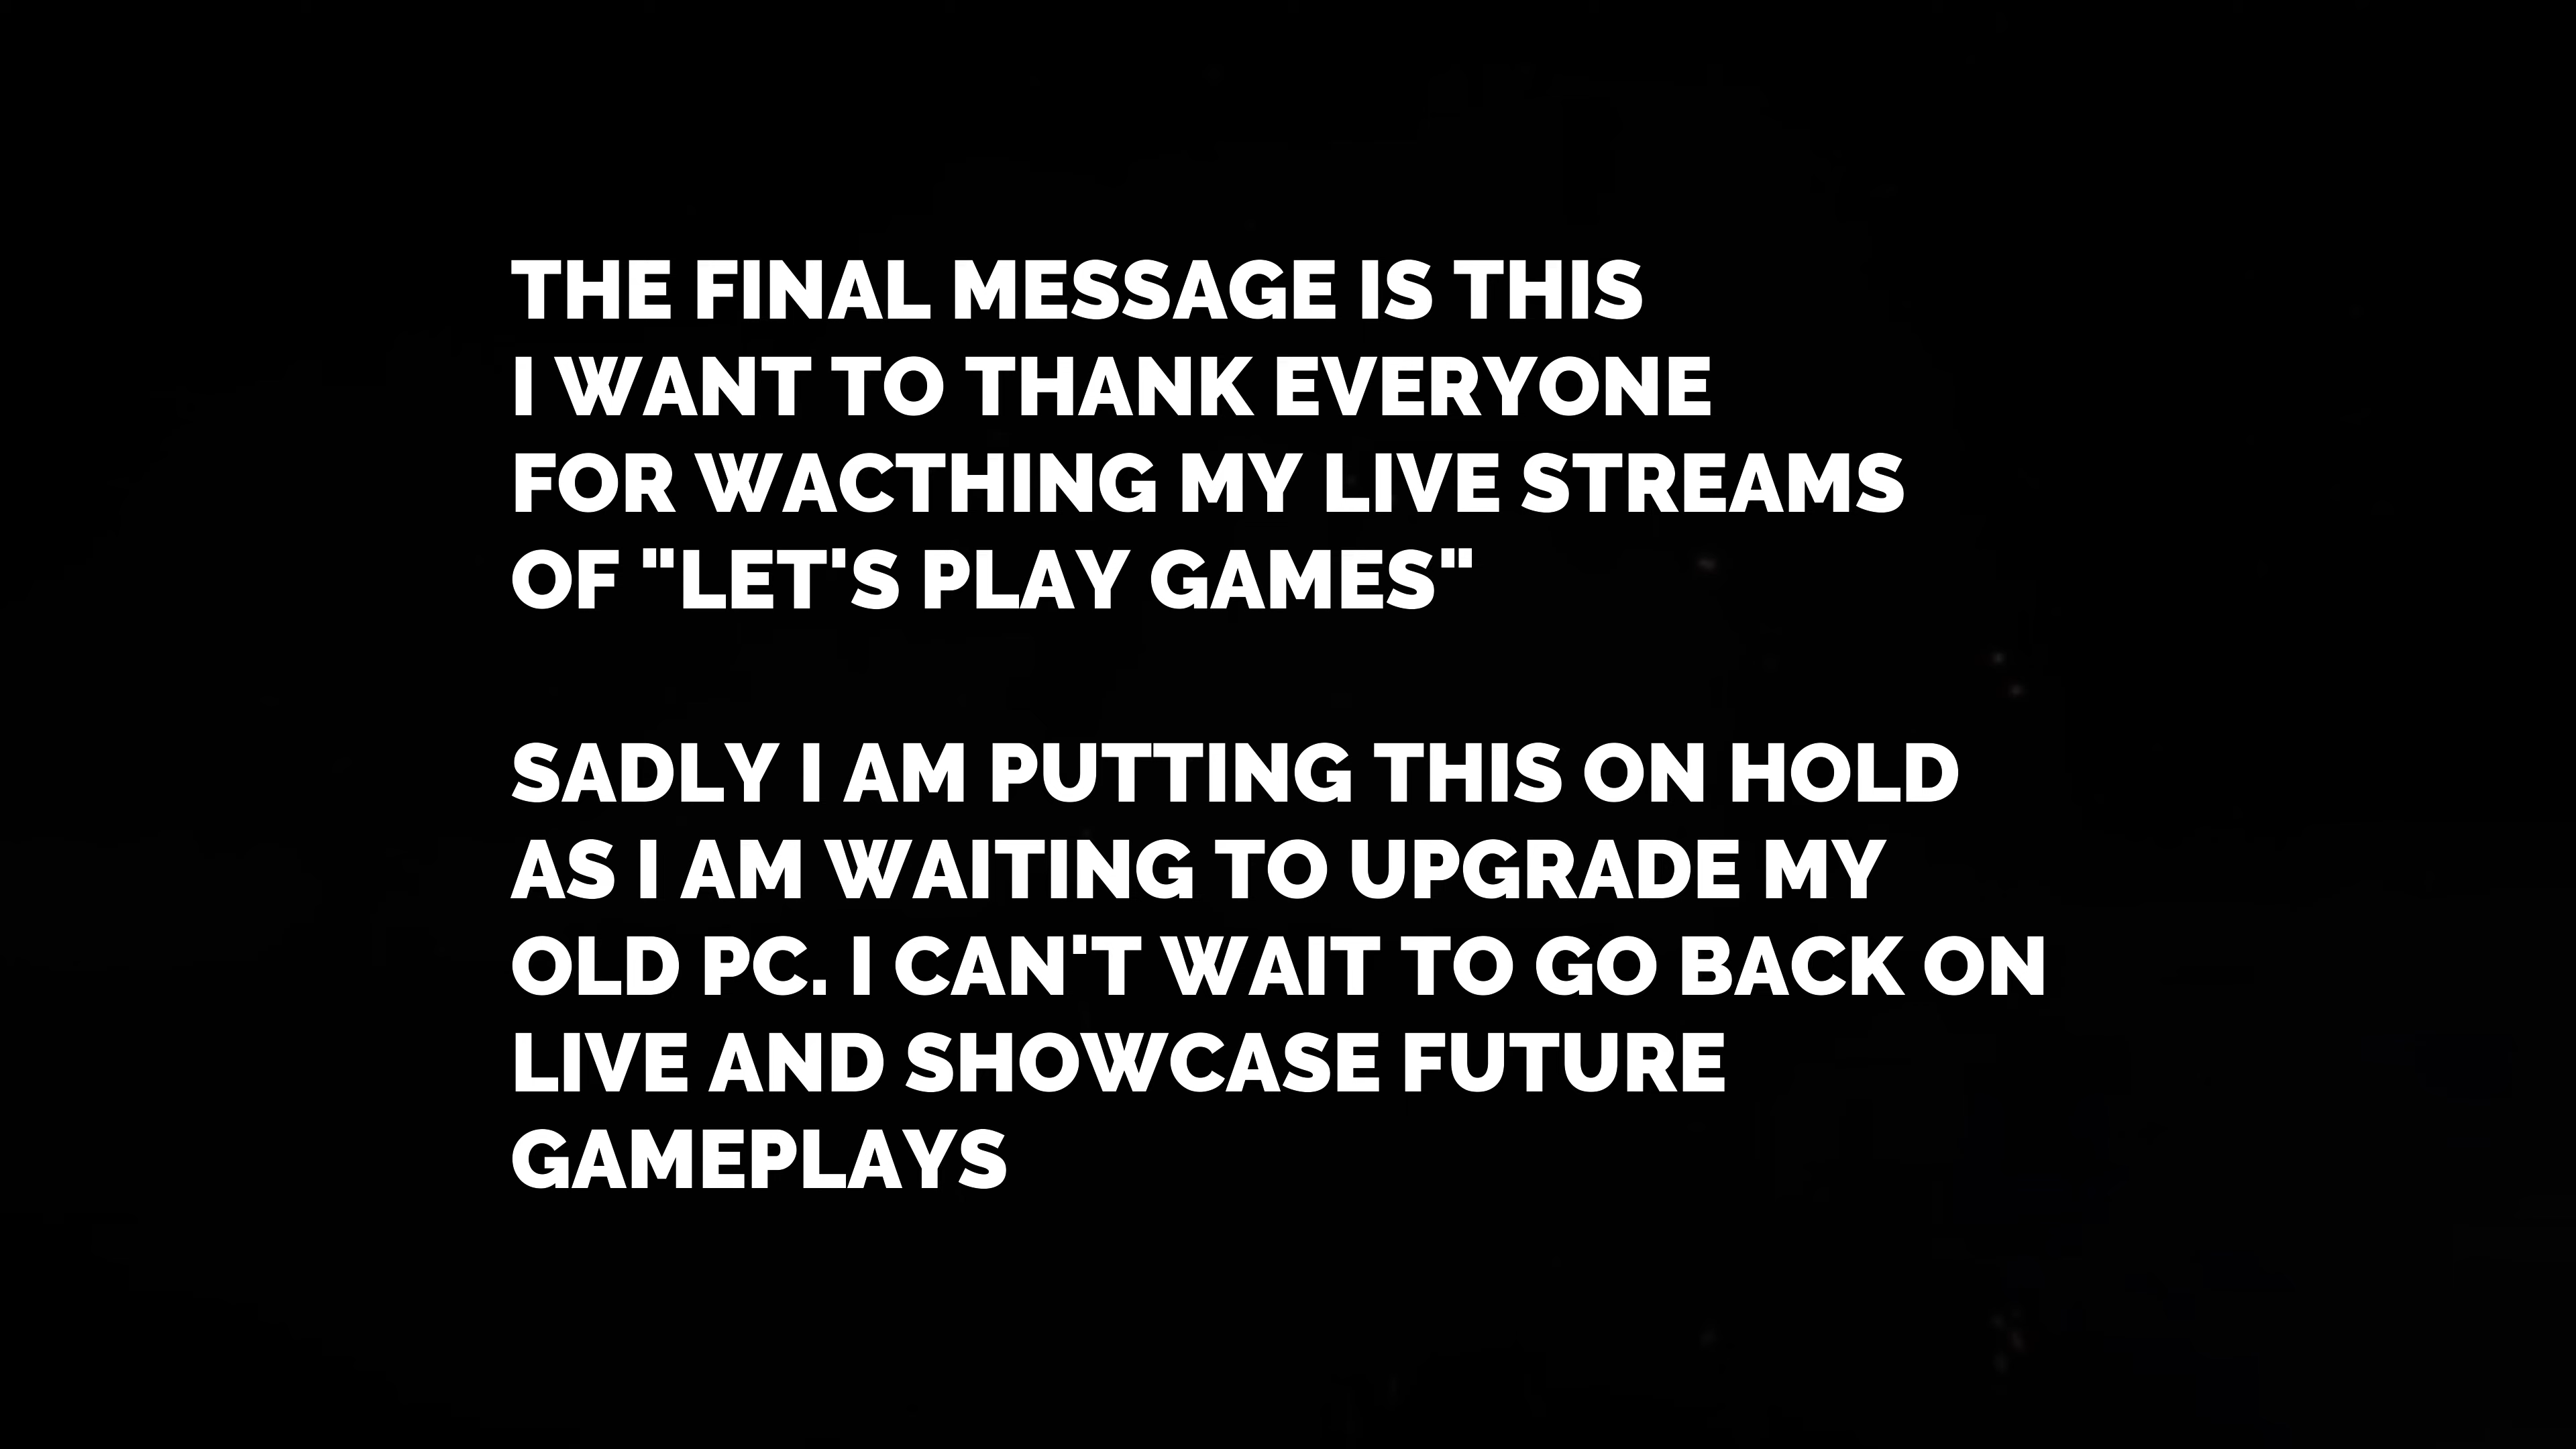 THE FINAL MESSAGE IS THIS
I WANT TO THANK EVERYONE
FOR WACTHING MY LIVE STREAMS
OF "LET'S PLAY GAMES"
SADLY I AM PUTTING THIS ON HOLD
AS I AM WAITING TO UPGRADE MY
OLD PC. I CAN'T WAIT TO GO BACK ON
LIVE AND SHOWCASE FUTURE
GAMEPLAYS